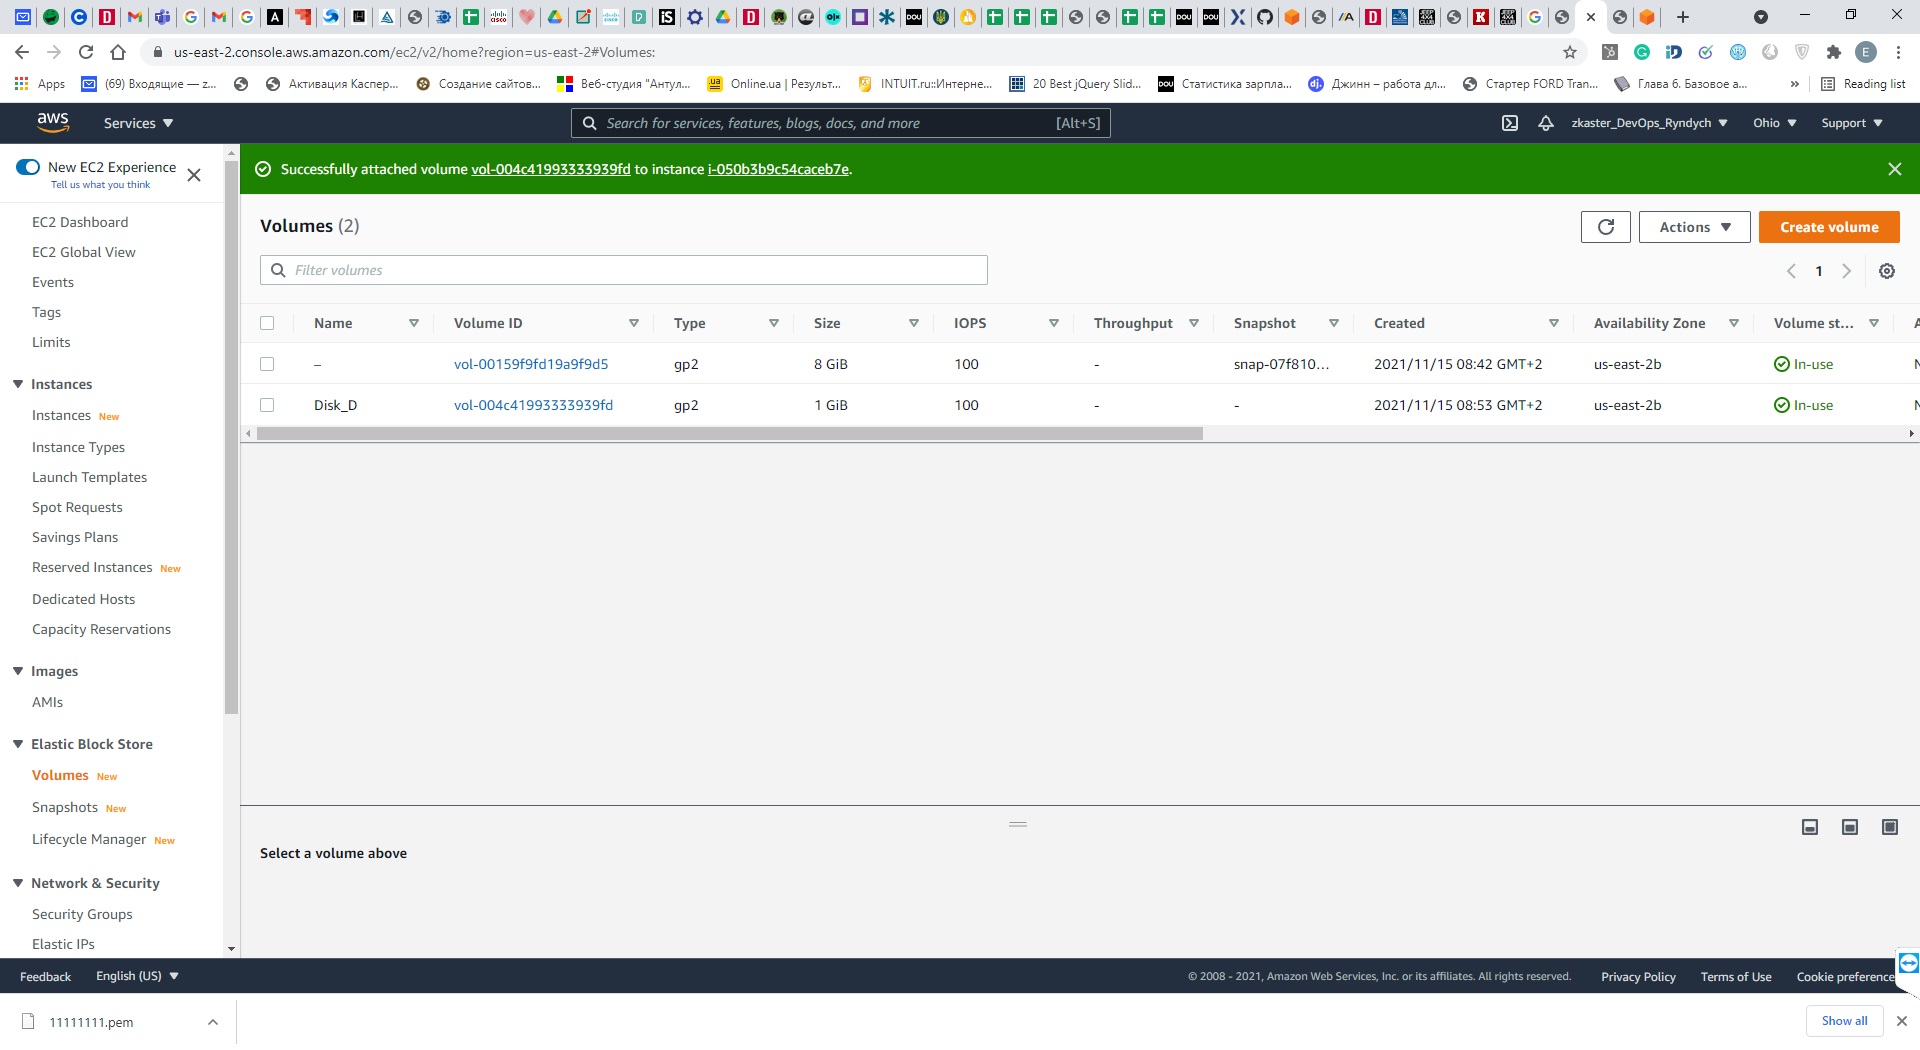 us-east-2.console.aws.amazon.com/ec2/v2/home?region=us-east-2#Volumes:
Apps
(69) Входящие — z...
Активация Каспер...
Создание сайтов...
Веб-студия "Антул...
Online.ua | Результ...
INTUIT.ru::Интерне...
20 Best jQuery Slid...
Статистика зарпла...
Джинн – работа дл...
Стартер FORD Tran...
Глава 6. Базовое а...
»
Reading list
aws
Services
Search for services, features, blogs, docs, and more
[Alt+S]
zkaster_DevOps_Ryndych
Ohio
Support
New EC2 Experience
Tell us what you think
EC2 Dashboard
EC2 Global View
Events
Tags
Limits
Instances
Instances New
Instance Types
Launch Templates
Spot Requests
Savings Plans
Reserved Instances New
Dedicated Hosts
Capacity Reservations
Images
AMIs
Elastic Block Store
Volumes New
Snapshots New
Lifecycle Manager New
Network & Security
Security Groups
Elastic IPs
Successfully attached volume vol-004c41993333939fd to instance i-050b3b9c54caceb7e.
Volumes (2)
Actions
Create volume
Filter volumes
1
Name Volume ID Type Size IOPS Throughput Snapshot Created Availability Zone Volume st... A
– vol-00159f9fd19a9f9d5 gp2 8 GiB 100 - snap-07f810... 2021/11/15 08:42 GMT+2 us-east-2b In-use N
Disk_D vol-004c41993333939fd gp2 1 GiB 100 - - 2021/11/15 08:53 GMT+2 us-east-2b In-use N
Select a volume above
Feedback
English (US)
© 2008 - 2021, Amazon Web Services, Inc. or its affiliates. All rights reserved.
Privacy Policy
Terms of Use
Cookie preference
11111111.pem
Show all